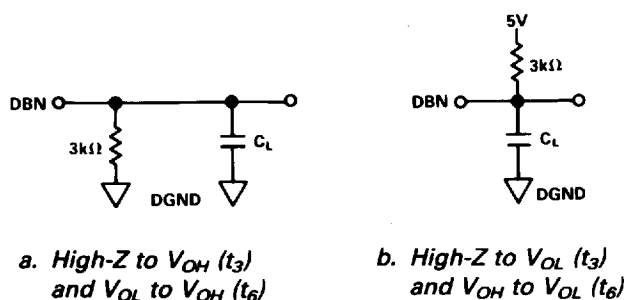 DBN
3kΩ
C_L
DGND
a. High-Z to V_OH (t_3)
and V_OL to V_OH (t_6)
5V
3kΩ
DBN
C_L
DGND
b. High-Z to V_OL (t_3)
and V_OH to V_OL (t_6)